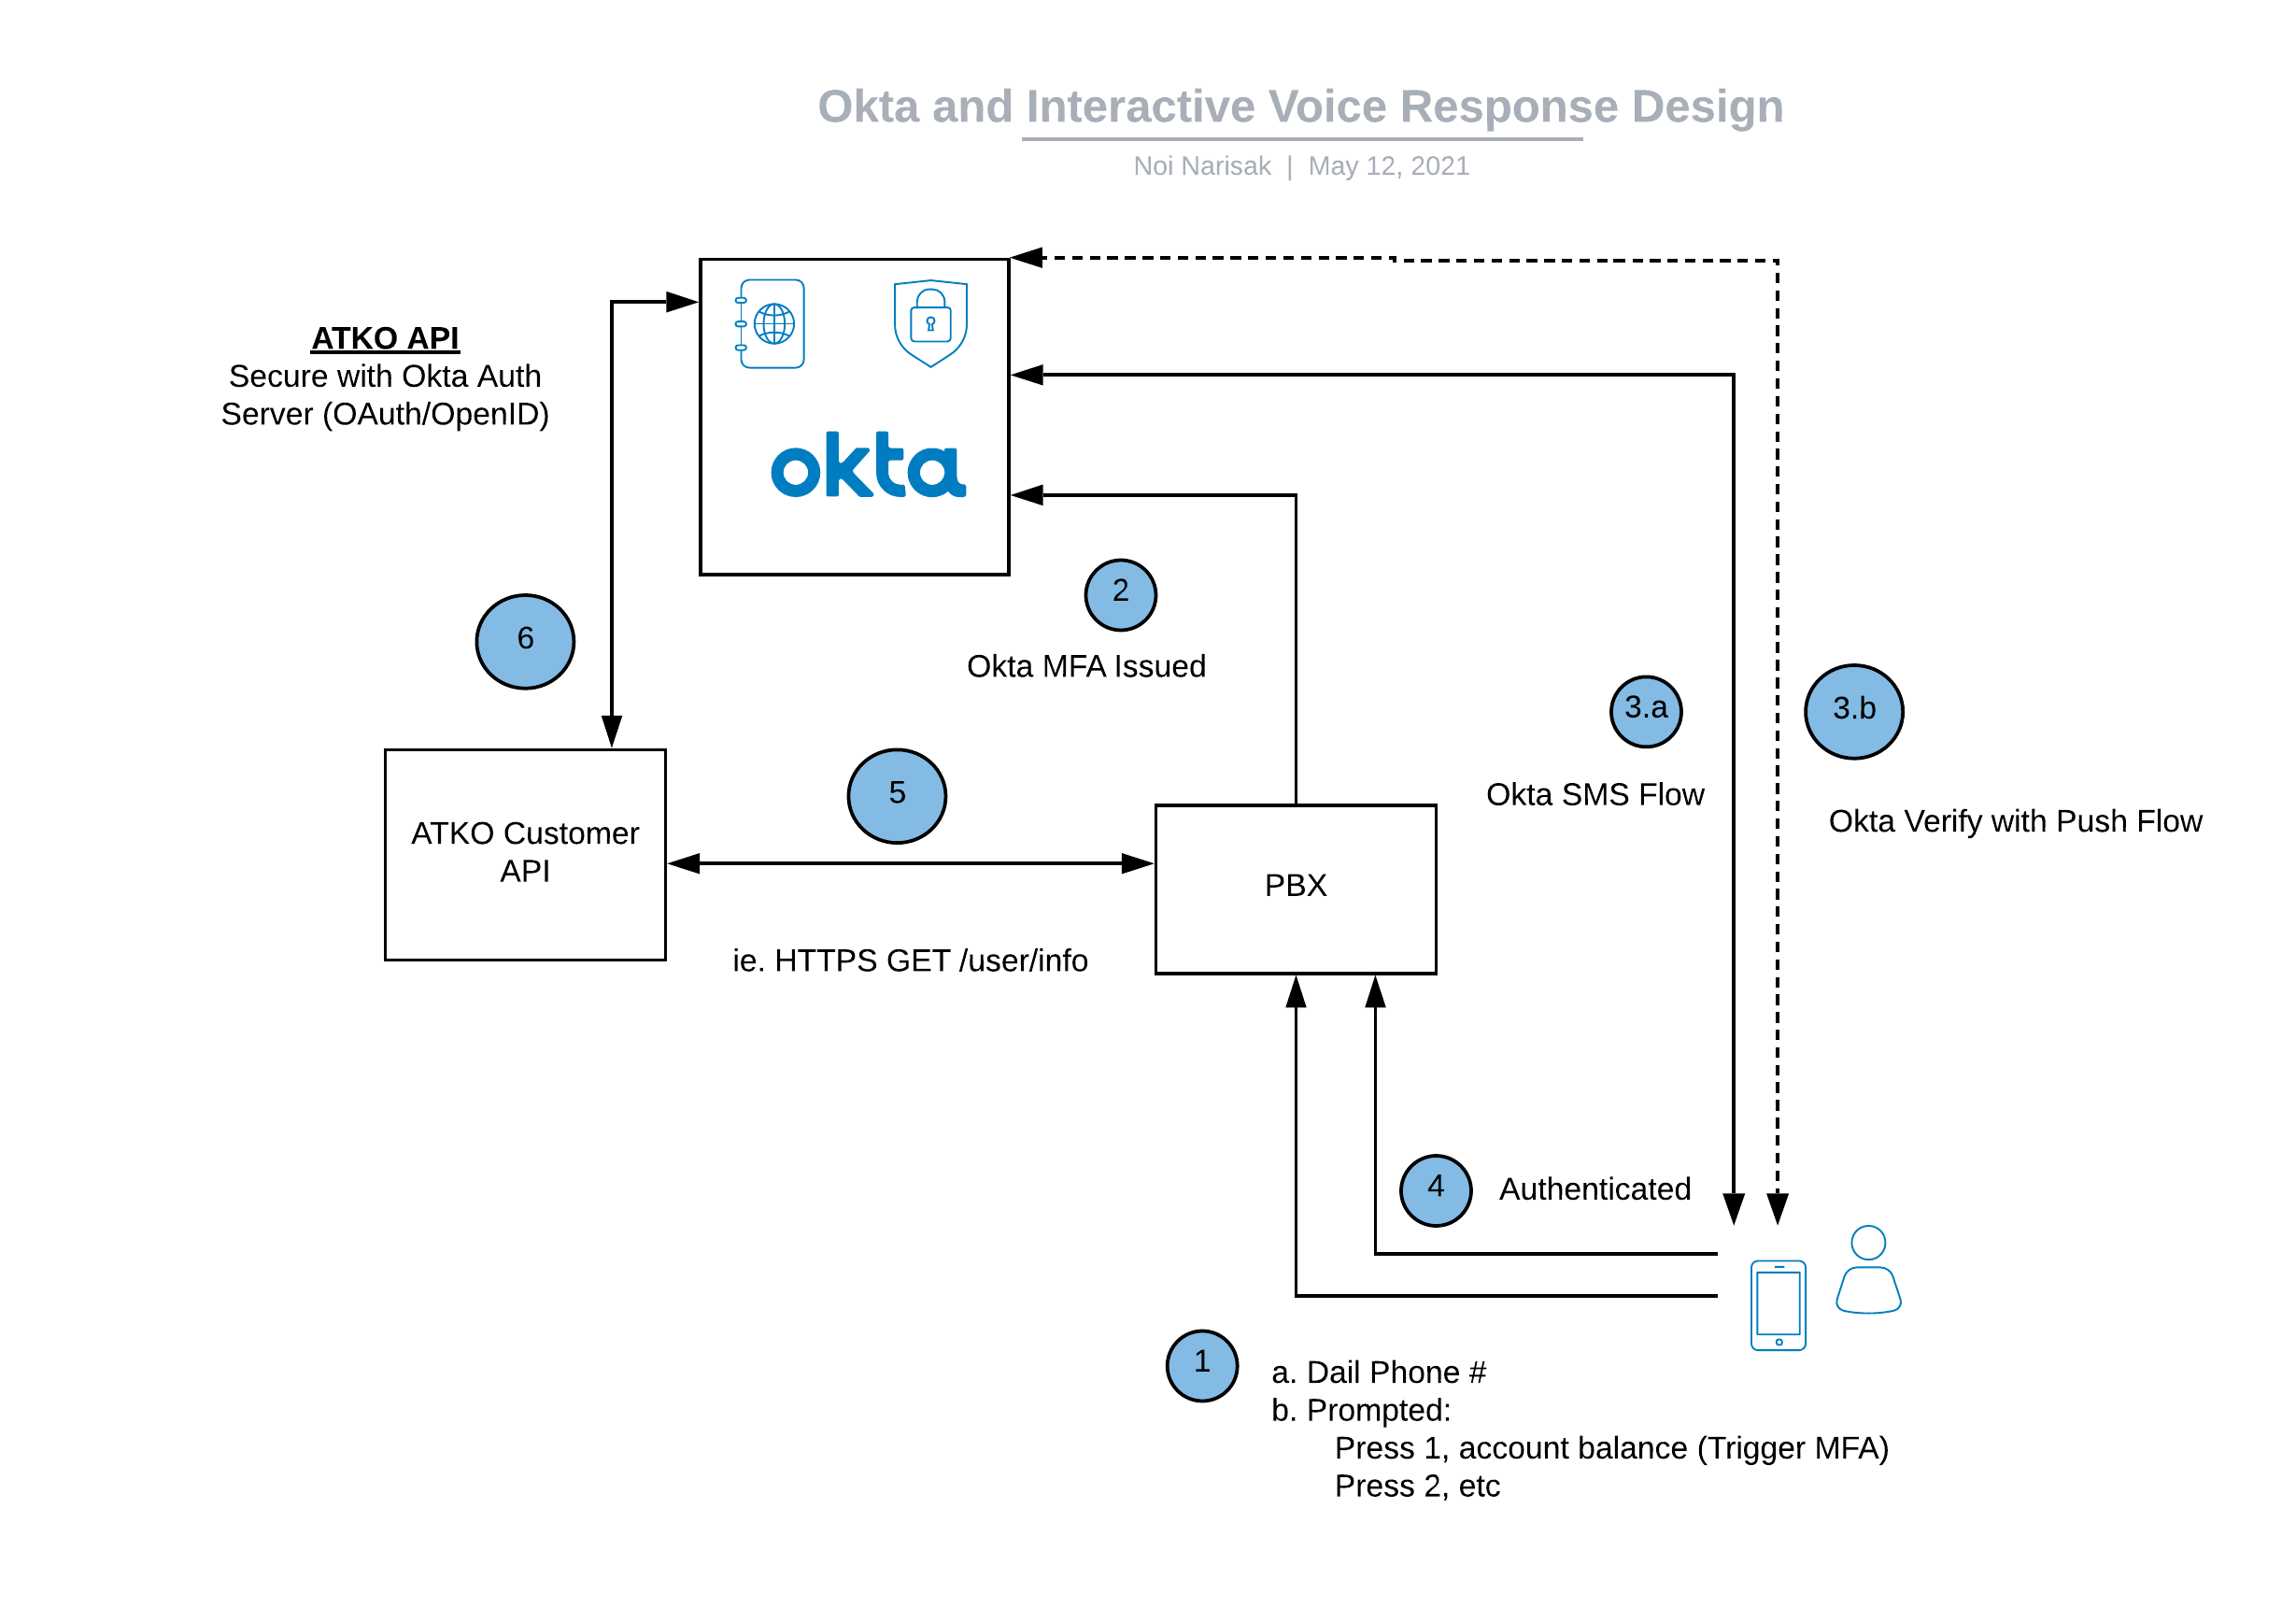 Okta and Interactive Voice Response Design
Noi Narisak | May 12, 2021
ATKO API
Secure with Okta Auth
Server (OAuth/OpenID)
okta
2
Okta MFA Issued
6
3.a
3.b
Okta SMS Flow
Okta Verify with Push Flow
5
ATKO Customer
API
PBX
ie. HTTPS GET /user/info
4
Authenticated
1
a. Dail Phone #
b. Prompted:
Press 1, account balance (Trigger MFA)
Press 2, etc